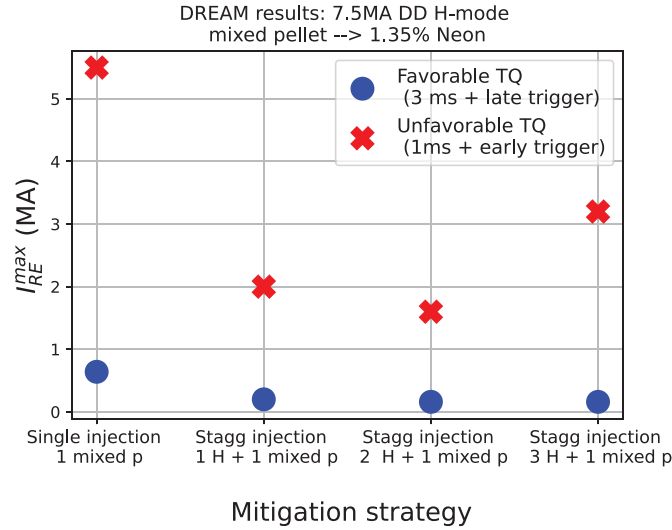 DREAM results: 7.5MA DD H-mode
mixed pellet --> 1.35% Neon
Favorable TQ
(3 ms + late trigger)
Unfavorable TQ
(1ms + early trigger)
I_{RE}^{max} (MA)
5
4
3
2
1
0
Single injection
1 mixed p
Stagg injection
1 H + 1 mixed p
Stagg injection
2 H + 1 mixed p
Stagg injection
3 H + 1 mixed p
Mitigation strategy